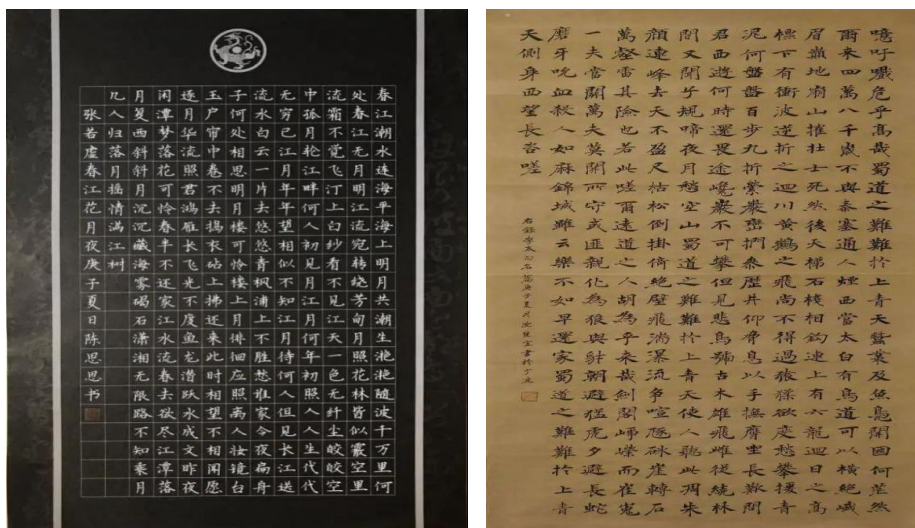 春江潮水连海平海上明月共潮生滟滟随波千万里何
处春江无月明江流宛转绕芳甸月照花林皆似霰空里
流霜不觉飞汀上白纱看不见江天一色无纤尘皎皎空
中孤月轮江畔何人初见月江月何年初照人人生代代
无穷已江月年年望相似不知江月待何人但见长江送
流水白云一片去悠悠青枫浦上不胜愁谁家今夜扁舟
子何处相思明月楼可怜楼上月徘徊应照离人妆镜台
玉户帘中卷不去捣衣砧上拂还来此时相望不相闻愿
逐月华流照君鸿雁长飞光不度鱼龙潜跃水成文昨夜
闲潭梦落花可怜春半不还家江水流春去欲尽江潭落
月复西斜斜月沉沉藏海雾碣石潇湘无限路不知乘月
几人归落月摇情满江树
张若虚春江花月夜庚子夏日陈思思书
噫吁戲危乎高哉蜀道之難難於上青天蠶叢及魚鳧開國何茫然
爾来四萬八千歲不與秦塞通人煙西當太白有鳥道可以橫絕峨
眉巔地崩山摧壯士死然後天梯石棧相鈎連上有六龍迴日之高
標下有衝波逆折之迴川黄鶴之飛尚不得過猿猱欲度愁攀援青
泥何盤盤百步九折縈巖巒捫參歷井仰脅息以手撫膺坐長歎問
君西遊何時還畏途巉巖不可攀但見悲鳥號古木雄飛雌從繞林
間又聞子規啼夜月愁空山蜀道之難難於上青天使人聽此凋朱
顔連峰去天不盈尺枯松倒掛倚絕壁飛湍瀑流爭喧豗砯崖轉石
萬壑雷其險也若此嗟爾遠道之人胡為乎来哉劍閣崢嶸而崔嵬
一夫當關萬夫莫開所守或匪親化為狼與豺朝避猛虎夕避長蛇
磨牙吮血殺人如麻錦城雖云樂不如早還家蜀道之難難於上青
天側身西望長咨嗟
右錄李太白名篇庚子夏月